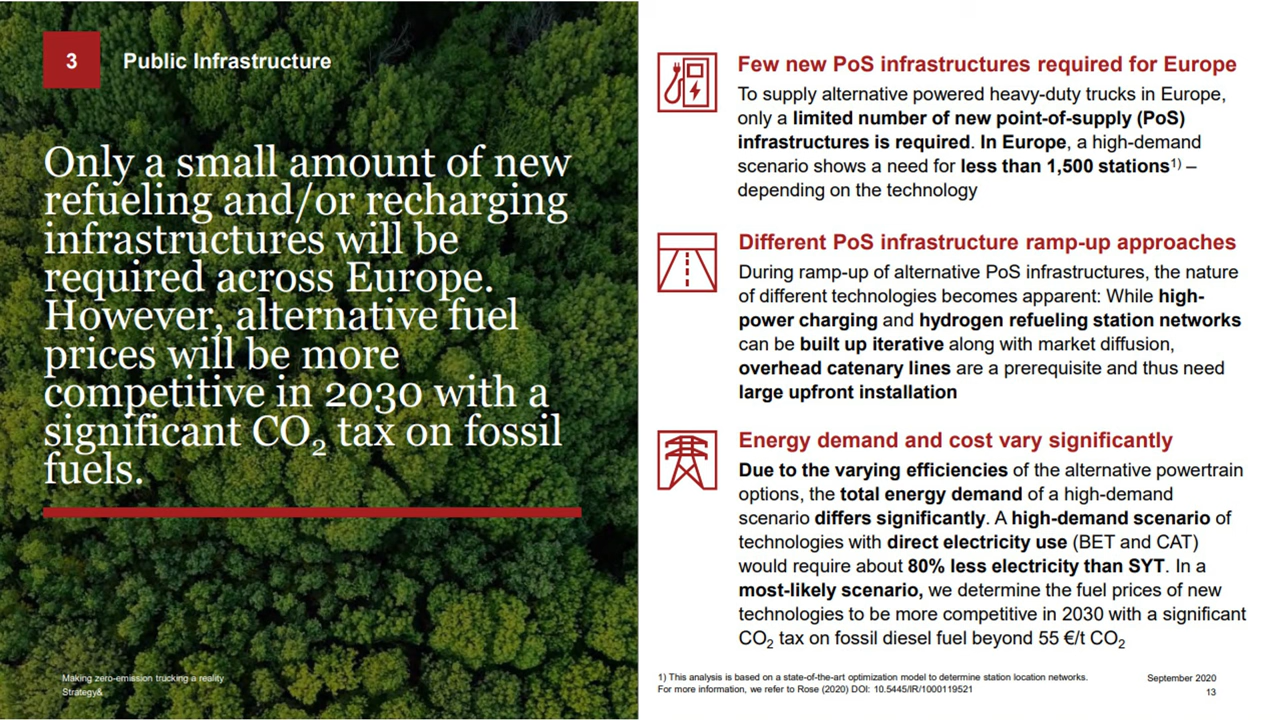 3
Public Infrastructure
Only a small amount of new
refueling and/or recharging
infrastructures will be
required across Europe.
However, alternative fuel
prices will be more
competitive in 2030 with a
significant CO₂ tax on fossil
fuels.
Making zero-emission trucking a reality
Strategy&
Few new PoS infrastructures required for Europe
To supply alternative powered heavy-duty trucks in Europe,
only a limited number of new point-of-supply (PoS)
infrastructures is required. In Europe, a high-demand
scenario shows a need for less than 1,500 stations¹⁾ –
depending on the technology
Different PoS infrastructure ramp-up approaches
During ramp-up of alternative PoS infrastructures, the nature
of different technologies becomes apparent: While high-
power charging and hydrogen refueling station networks
can be built up iterative along with market diffusion,
overhead catenary lines are a prerequisite and thus need
large upfront installation
Energy demand and cost vary significantly
Due to the varying efficiencies of the alternative powertrain
options, the total energy demand of a high-demand
scenario differs significantly. A high-demand scenario of
technologies with direct electricity use (BET and CAT)
would require about 80% less electricity than SYT. In a
most-likely scenario, we determine the fuel prices of new
technologies to be more competitive in 2030 with a significant
CO₂ tax on fossil diesel fuel beyond 55 €/t CO₂
1) This analysis is based on a state-of-the-art optimization model to determine station location networks.
For more information, we refer to Rose (2020) DOI: 10.5445/IR/1000119521
September 2020
13